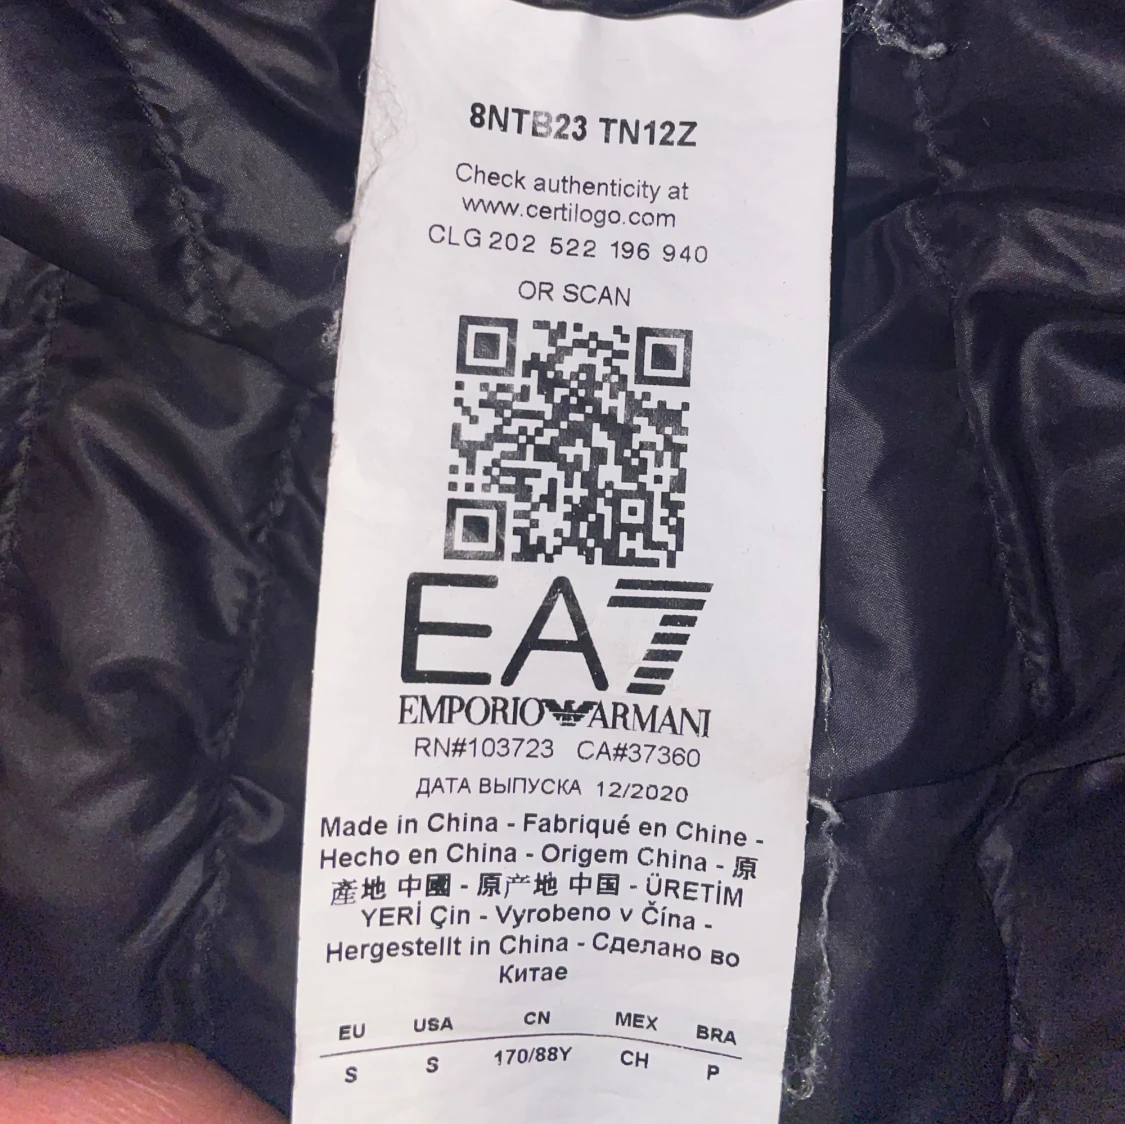 8NTB23 TN12Z
Check authenticity at
www.certilogo.com
CLG 202 522 196 940
OR SCAN
EA7
EMPORIO ARMANI
RN#103723 CA#37360
ДАТА ВЫПУСКА 12/2020
Made in China - Fabriqué en Chine -
Hecho en China - Origem China - 原
產地 中國 - 原产地 中国 - ÜRETİM
YERİ Çin - Vyrobeno v Čína -
Hergestellt in China - Сделано во
Китае
EU USA CN MEX BRA
S S 170/88Y CH P